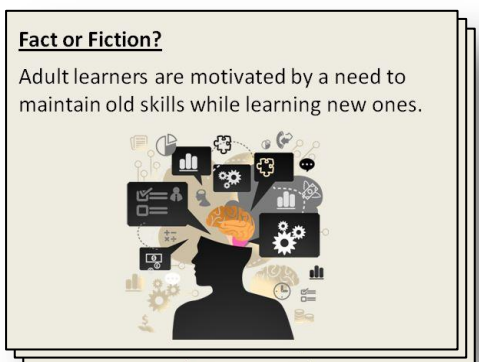 Fact or Fiction?
Adult learners are motivated by a need to
maintain old skills while learning new ones.